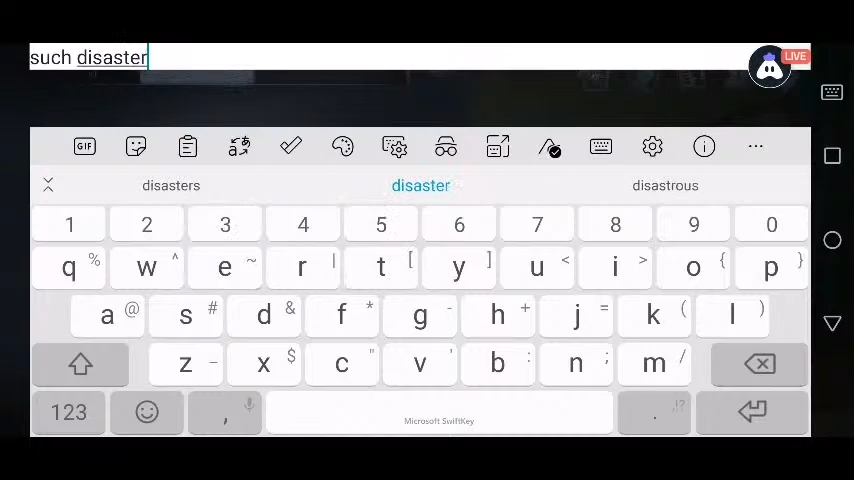 such disaster
LIVE
GIF
disasters disaster disastrous
1 2 3 4 5 6 7 8 9 0
q % w ^ e ~ r | t [ y ] u < i > o { p }
a @ s # d & f * g - h + j = k ( l )
z _ x $ c " v ' b : n ; m /
123 , . ,!?
Microsoft SwiftKey